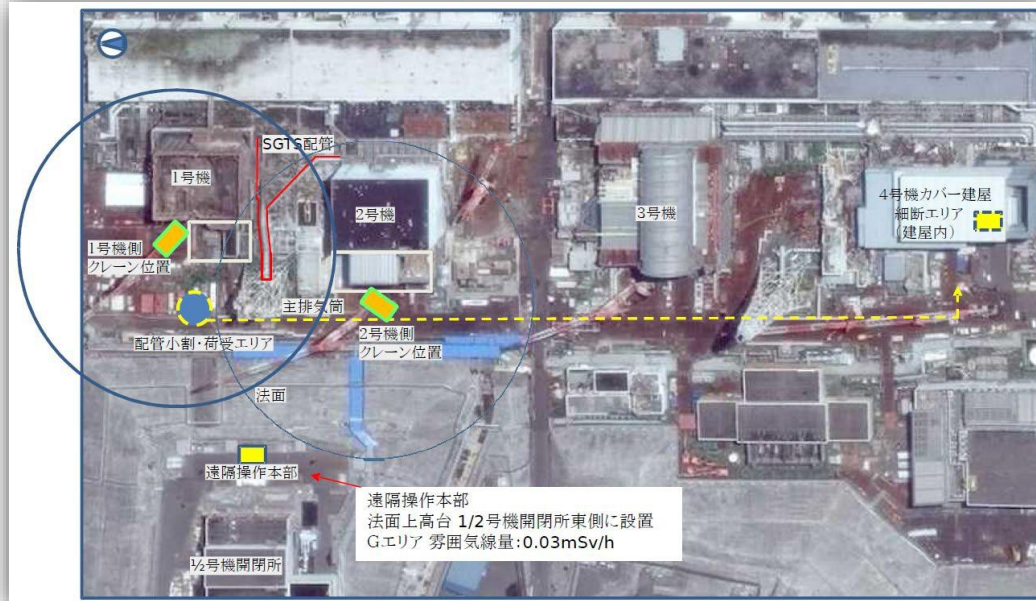 SGTS配管
1号機
2号機
3号機
4号機カバー建屋
細断エリア
(建屋内)
1号機側
クレーン位置
主排気筒
2号機側
クレーン位置
配管小割・荷受エリア
法面
遠隔操作本部
遠隔操作本部
法面上高台 1/2号機開閉所東側に設置
Gエリア 雰囲気線量:0.03mSv/h
½号機開閉所